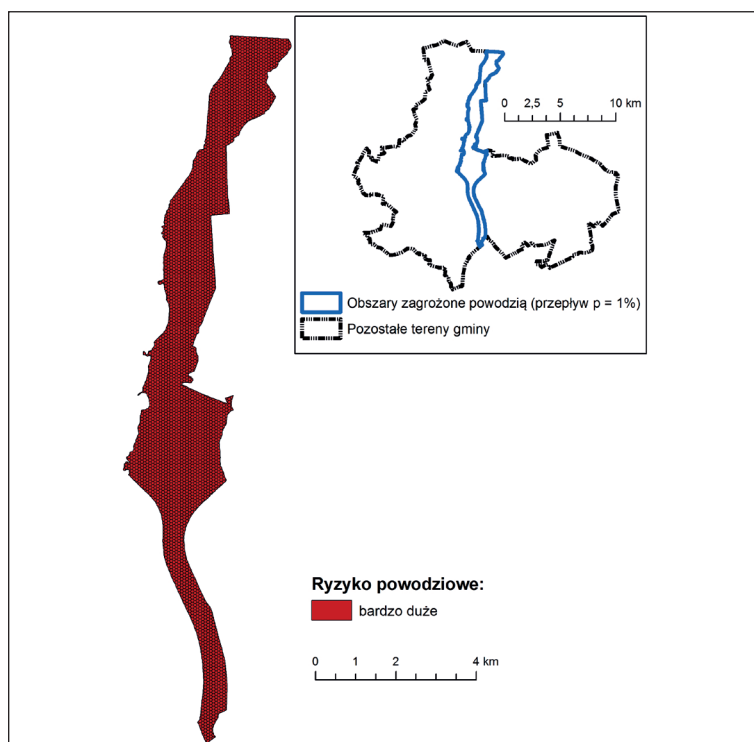 0 2,5 5 10 km
Obszary zagrożone powodzią (przepływ p = 1%)
Pozostałe tereny gminy
Ryzyko powodziowe:
bardzo duże
0 1 2 4 km